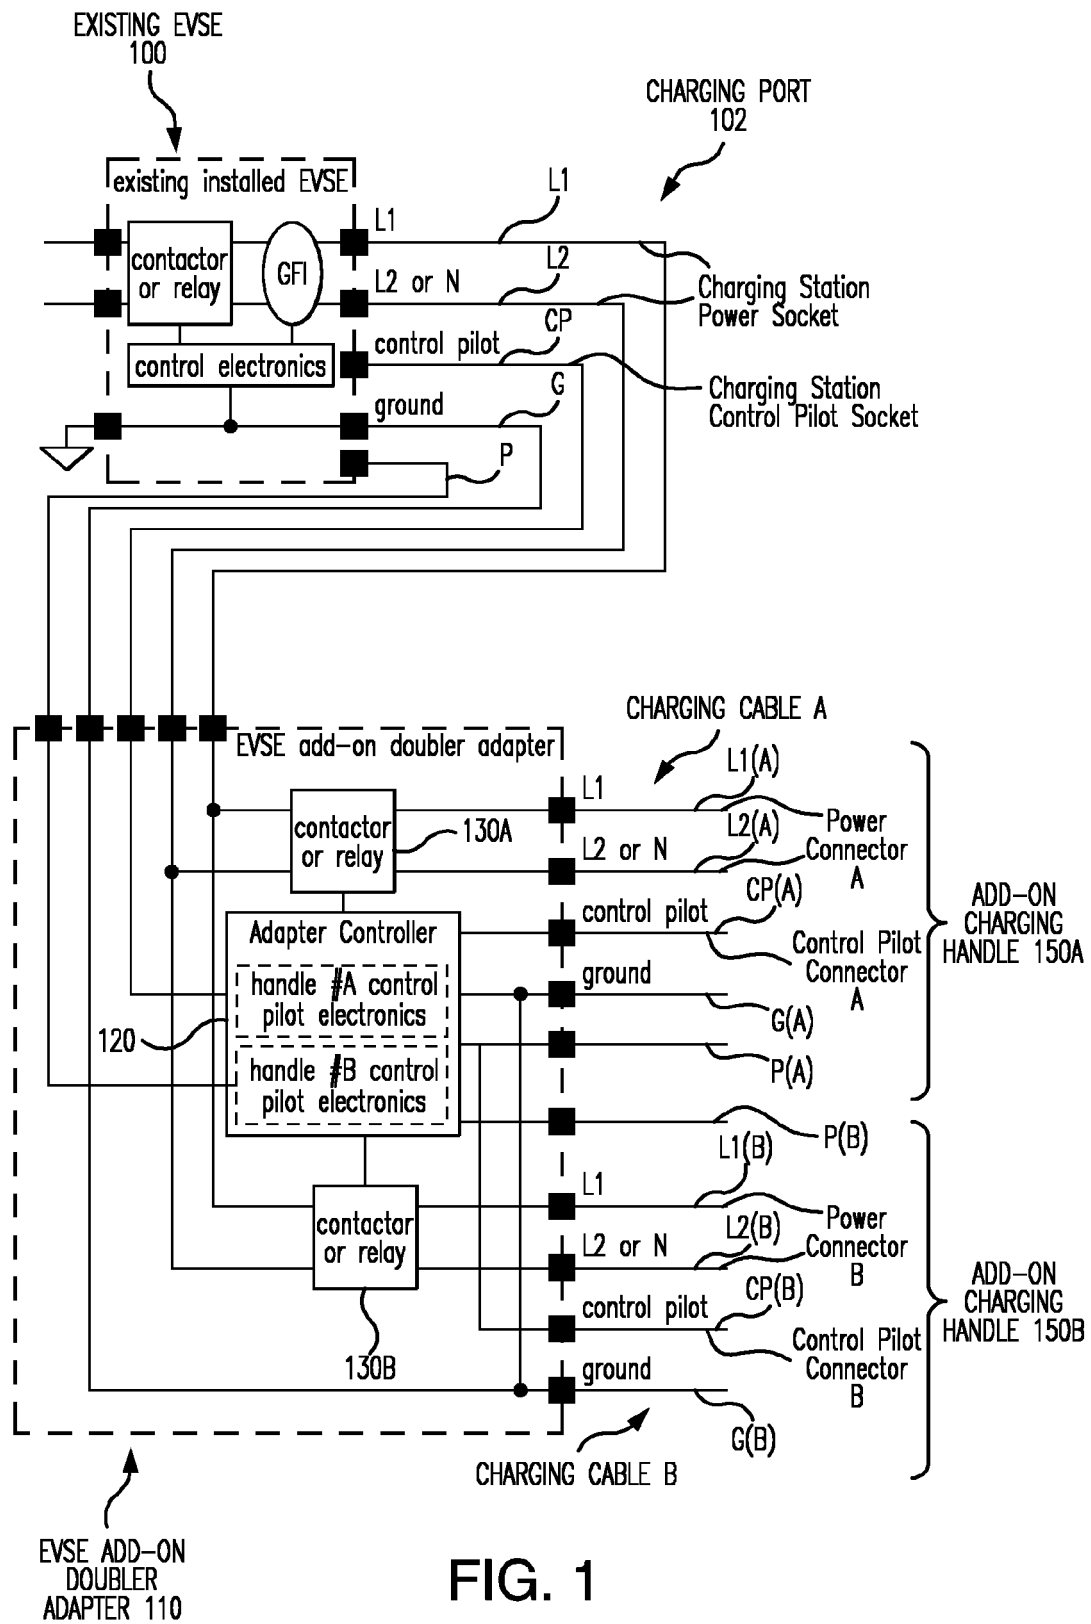 EXISTING EVSE
100
CHARGING PORT
102
existing installed EVSE
L1
L1
contactor
or relay
GFI
L2 or N
L2
Charging Station
Power Socket
control pilot
CP
control electronics
Charging Station
Control Pilot Socket
ground
G
P
CHARGING CABLE A
EVSE add-on doubler adapter
L1
L1(A)
contactor
or relay
130A
L2 or N
L2(A)
Power
Connector
A
control pilot
CP(A)
Adapter Controller
Control Pilot
Connector
A
ADD-ON
CHARGING
HANDLE 150A
handle #A control
pilot electronics
ground
G(A)
120
P(A)
handle #B control
pilot electronics
P(B)
L1
L1(B)
contactor
or relay
L2 or N
L2(B)
Power
Connector
B
control pilot
CP(B)
Control Pilot
Connector
B
ADD-ON
CHARGING
HANDLE 150B
130B
ground
G(B)
CHARGING CABLE B
EVSE ADD-ON
DOUBLER
ADAPTER 110
FIG. 1